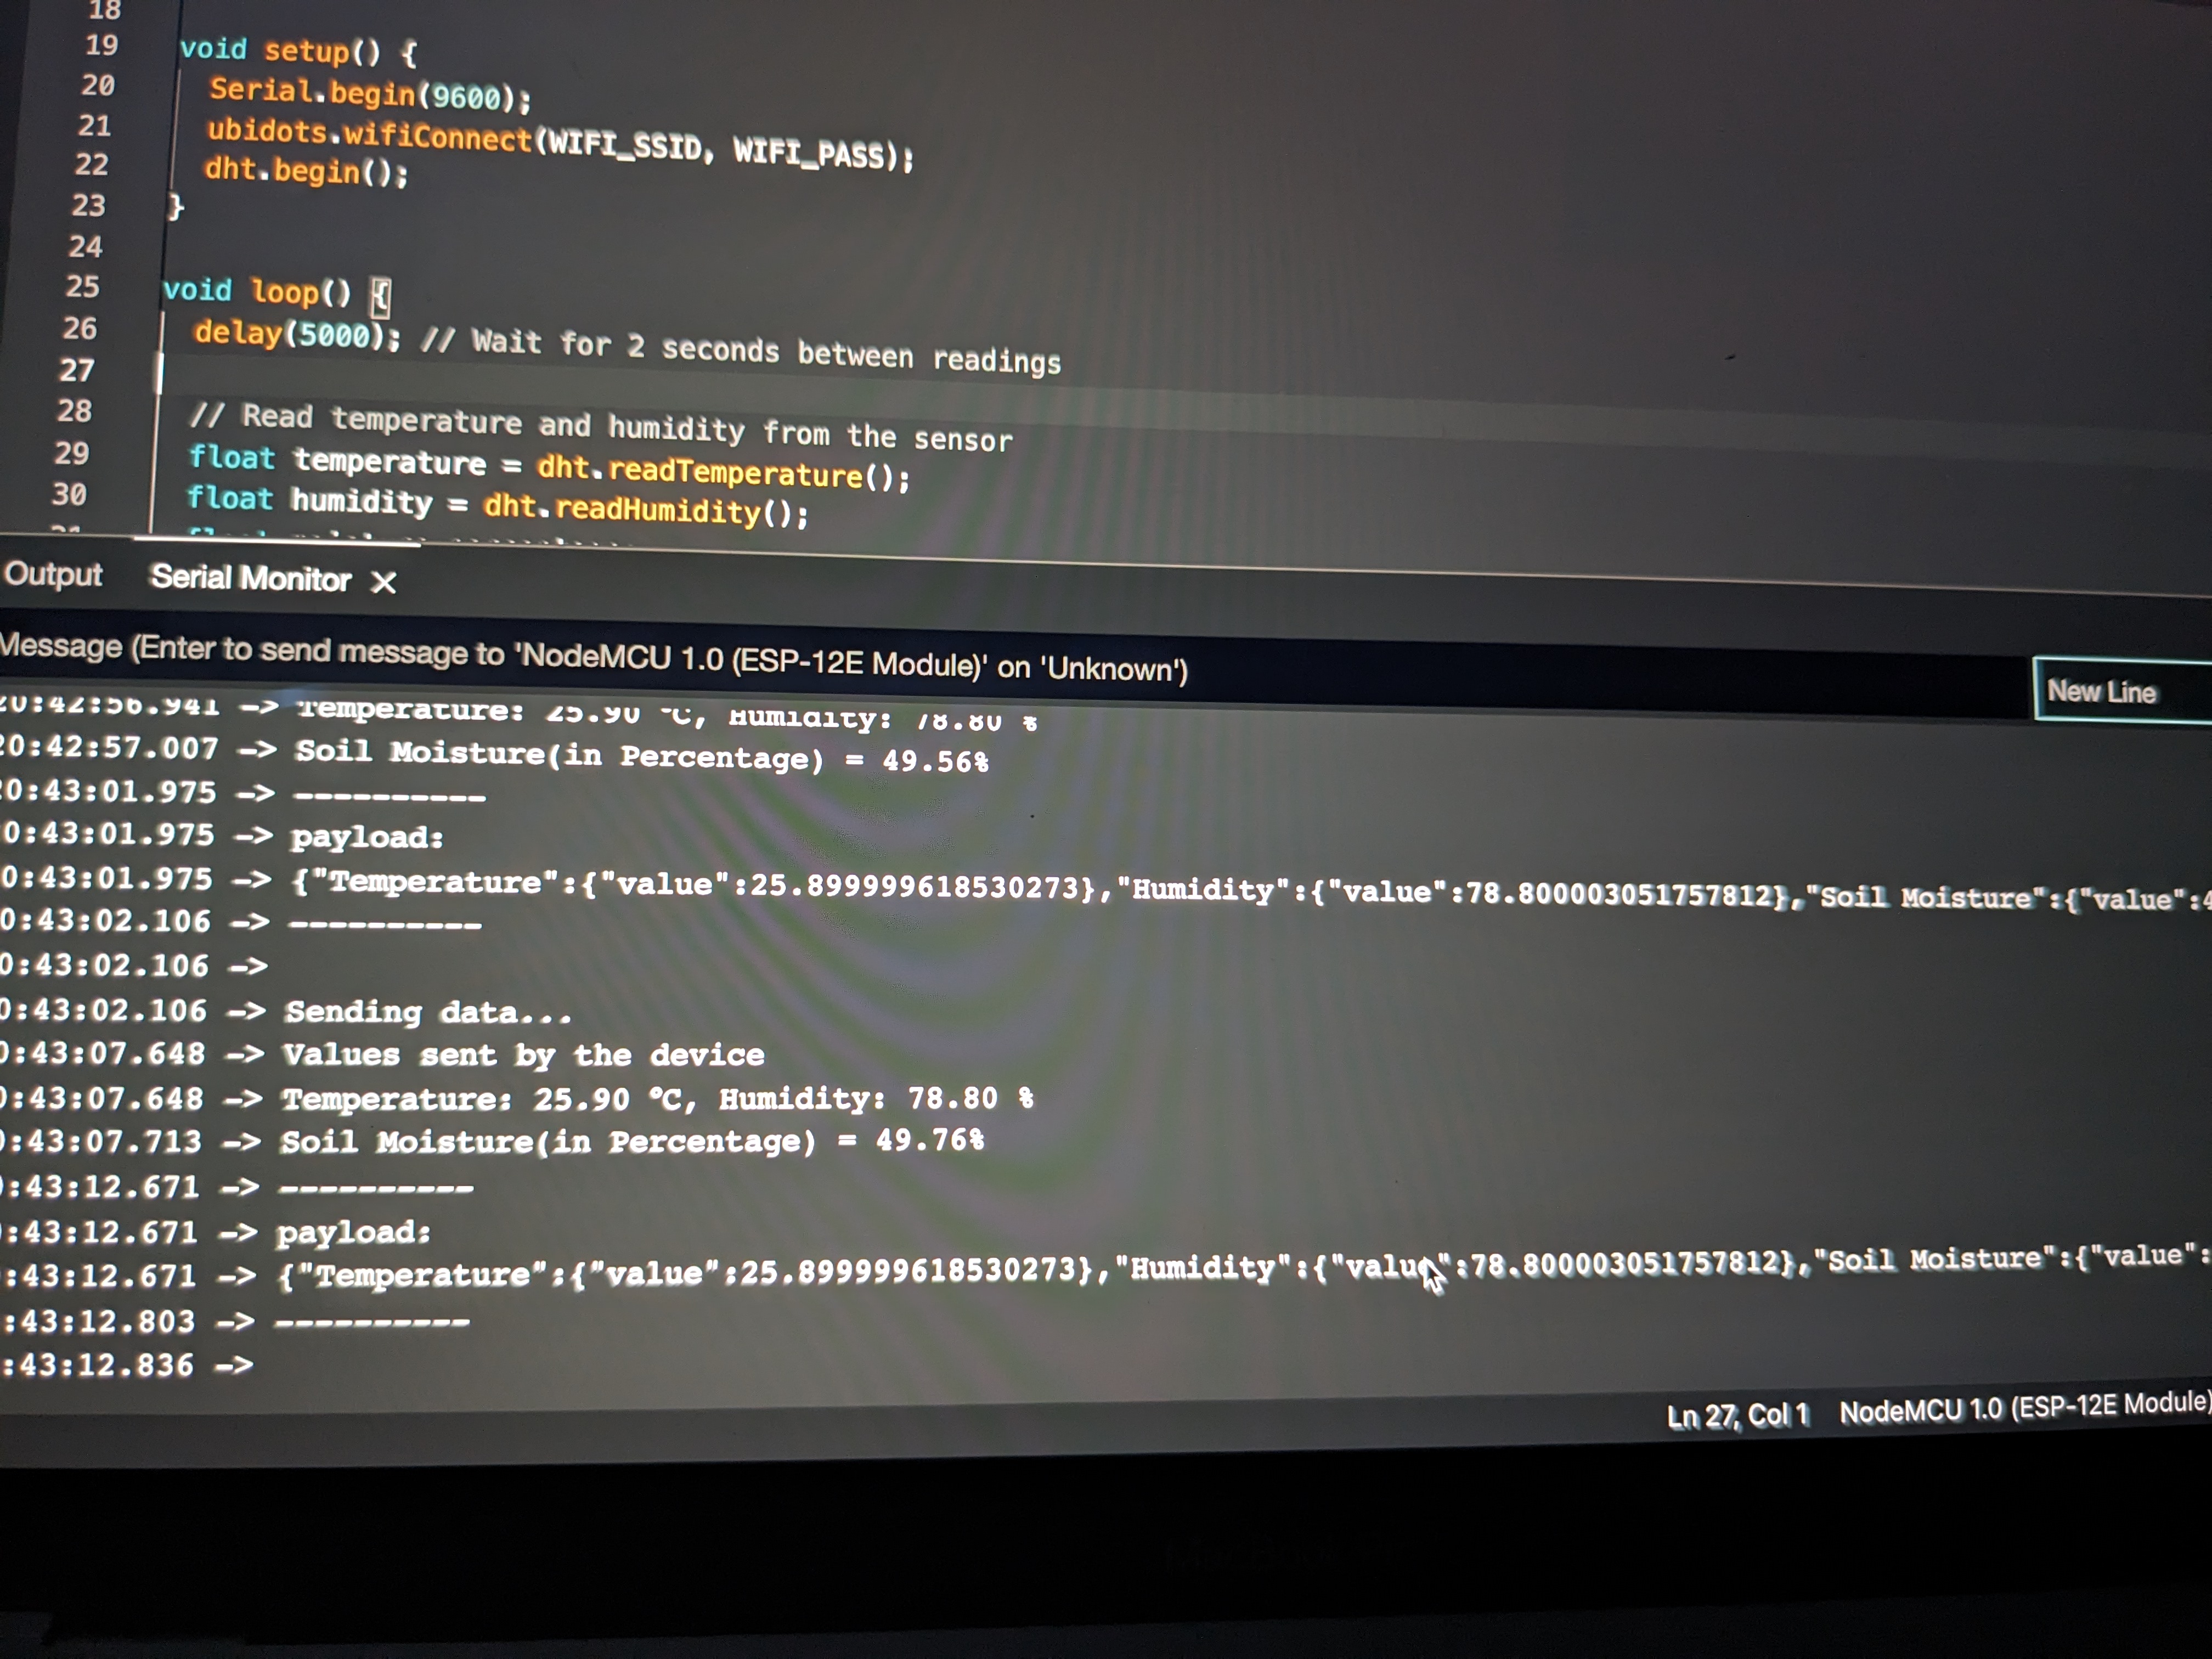 18
19 void setup() {
20 Serial.begin(9600);
21 ubidots.wifiConnect(WIFI_SSID, WIFI_PASS);
22 dht.begin();
23 }
24
25 void loop() {
26 delay(5000); // Wait for 2 seconds between readings
27
28 // Read temperature and humidity from the sensor
29 float temperature = dht.readTemperature();
30 float humidity = dht.readHumidity();
Output Serial Monitor X
Message (Enter to send message to 'NodeMCU 1.0 (ESP-12E Module)' on 'Unknown')
New Line
20:42:56.941 -> Temperature: 25.90 °C, Humidity: 78.80 %
20:42:57.007 -> Soil Moisture(in Percentage) = 49.56%
0:43:01.975 -> ----------
0:43:01.975 -> payload:
0:43:01.975 -> {"Temperature":{"value":25.899999618530273},"Humidity":{"value":78.800003051757812},"Soil Moisture":{"value":4
0:43:02.106 -> ----------
0:43:02.106 ->
0:43:02.106 -> Sending data...
0:43:07.648 -> Values sent by the device
0:43:07.648 -> Temperature: 25.90 °C, Humidity: 78.80 %
0:43:07.713 -> Soil Moisture(in Percentage) = 49.76%
:43:12.671 -> ----------
:43:12.671 -> payload:
:43:12.671 -> {"Temperature":{"value":25.899999618530273},"Humidity":{"value":78.800003051757812},"Soil Moisture":{"value":
:43:12.803 -> ----------
:43:12.836 ->
Ln 27, Col 1 NodeMCU 1.0 (ESP-12E Module)